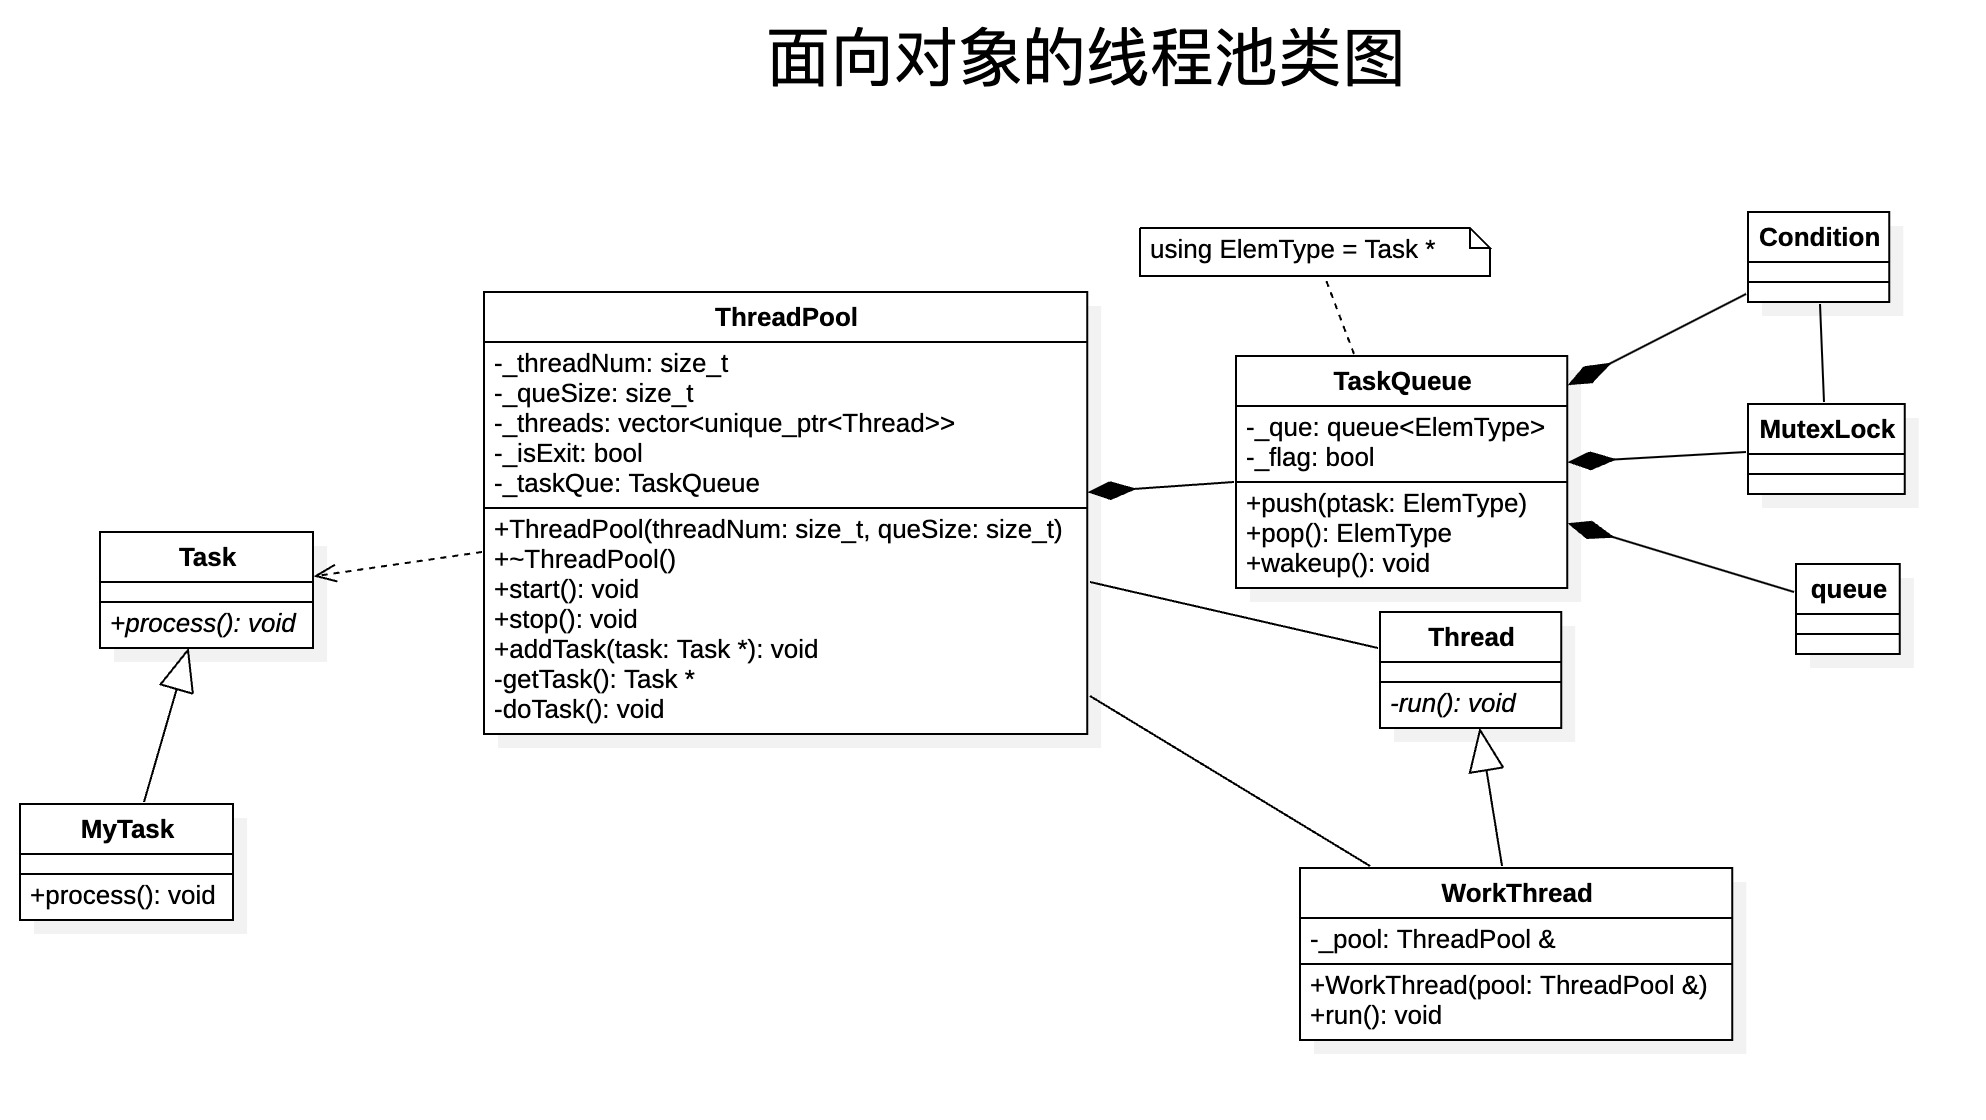 面向对象的线程池类图
using ElemType = Task *
Condition
ThreadPool
-_threadNum: size_t
-_queSize: size_t
-_threads: vector<unique_ptr<Thread>>
-_isExit: bool
-_taskQue: TaskQueue
+ThreadPool(threadNum: size_t, queSize: size_t)
+~ThreadPool()
+start(): void
+stop(): void
+addTask(task: Task *): void
-getTask(): Task *
-doTask(): void
TaskQueue
-_que: queue<ElemType>
-_flag: bool
+push(ptask: ElemType)
+pop(): ElemType
+wakeup(): void
MutexLock
queue
Task
+process(): void
Thread
-run(): void
MyTask
+process(): void
WorkThread
-_pool: ThreadPool &
+WorkThread(pool: ThreadPool &)
+run(): void